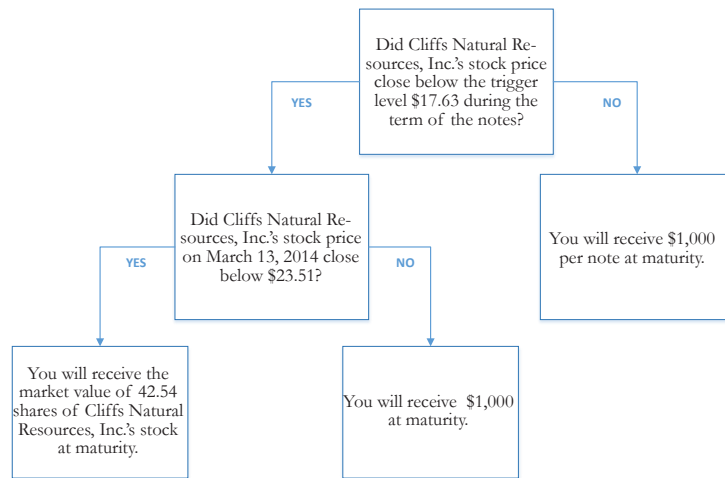 Did Cliffs Natural Re-
sources, Inc.'s stock price
close below the trigger
level $17.63 during the
term of the notes?
YES
NO
Did Cliffs Natural Re-
sources, Inc.'s stock price
on March 13, 2014 close
below $23.51?
You will receive $1,000
per note at maturity.
YES
NO
You will receive the
market value of 42.54
shares of Cliffs Natural
Resources, Inc.'s stock
at maturity.
You will receive $1,000
at maturity.